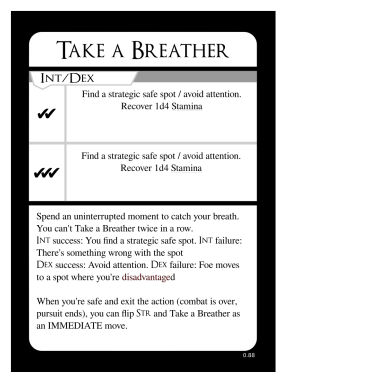 TAKE A BREATHER
INT/DEX
Find a strategic safe spot / avoid attention.
Recover 1d4 Stamina
Find a strategic safe spot / avoid attention.
Recover 1d4 Stamina
Spend an uninterrupted moment to catch your breath.
You can't Take a Breather twice in a row.
INT success: You find a strategic safe spot. INT failure:
There's something wrong with the spot
DEX success: Avoid attention. DEX failure: Foe moves
to a spot where you're disadvantaged
When you're safe and exit the action (combat is over,
pursuit ends), you can flip STR and Take a Breather as
an IMMEDIATE move.
0.88